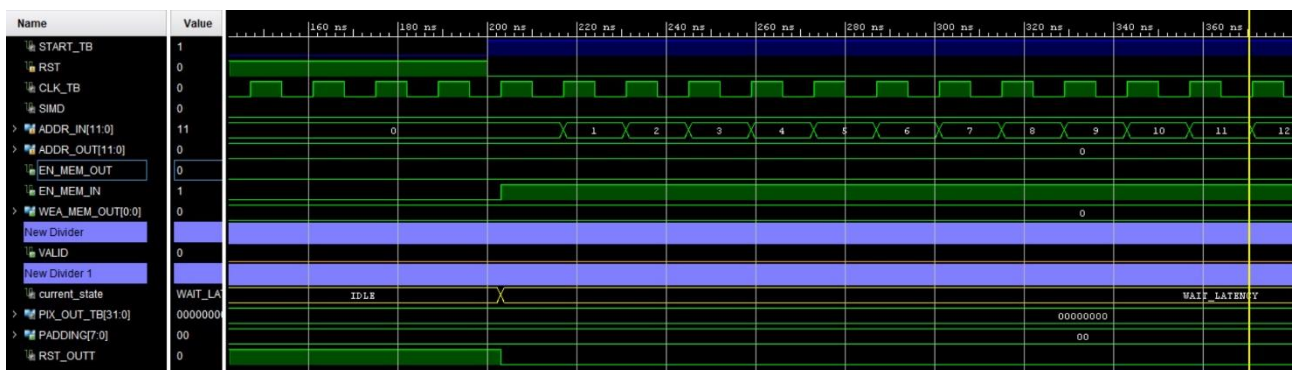 Name Value 160 ns 180 ns 200 ns 220 ns 240 ns 260 ns 280 ns 300 ns 320 ns 340 ns 360 ns
START_TB 1
RST 0
CLK_TB 0
SIMD 0
ADDR_IN[11:0] 11 0 1 2 3 4 5 6 7 8 9 10 11 12
ADDR_OUT[11:0] 0 0
EN_MEM_OUT 0
EN_MEM_IN 1
WEA_MEM_OUT[0:0] 0 0
New Divider
VALID 0
New Divider 1
current_state WAIT_LA IDLE WAIT_LATENCY
PIX_OUT_TB[31:0] 0000000 00000000
PADDING[7:0] 00 00
RST_OUTT 0